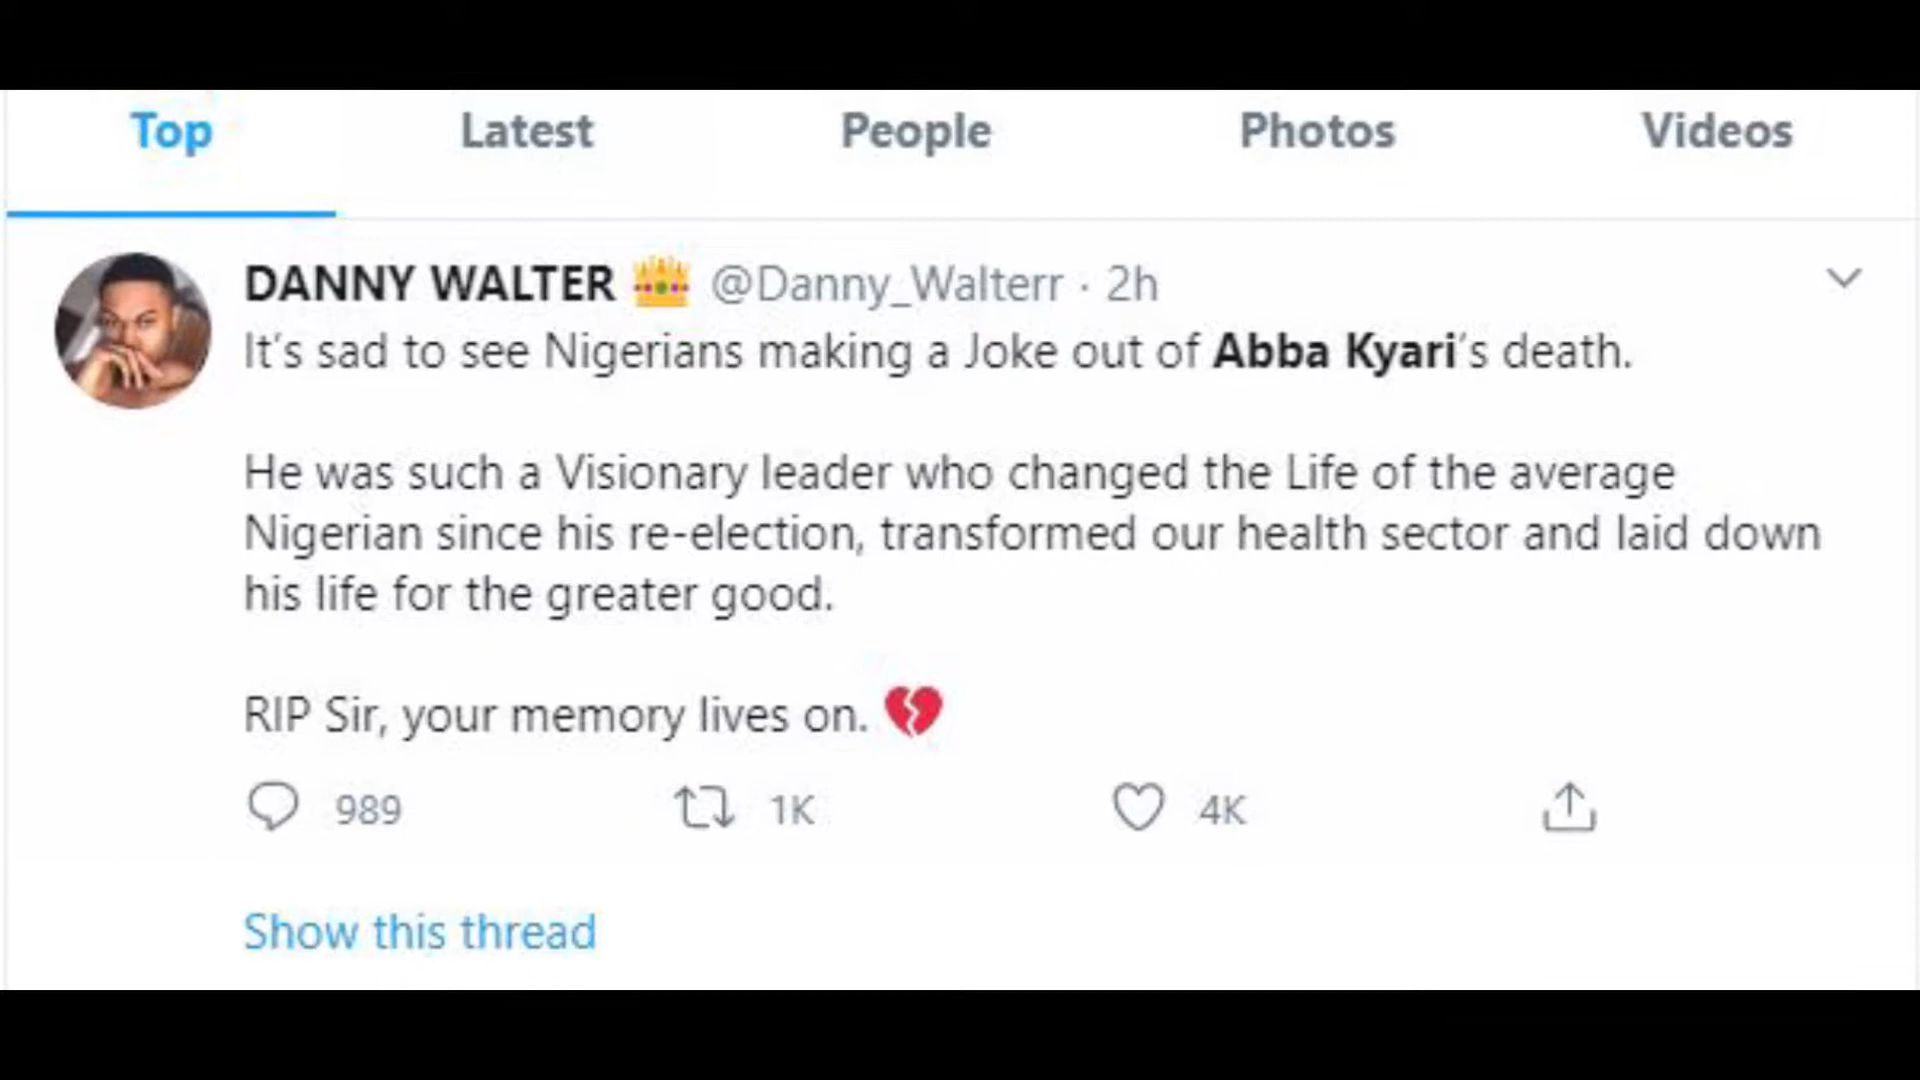 Top Latest People Photos Videos
DANNY WALTER 👑 @Danny_Walterr · 2h
It's sad to see Nigerians making a Joke out of Abba Kyari's death.
He was such a Visionary leader who changed the Life of the average
Nigerian since his re-election, transformed our health sector and laid down
his life for the greater good.
RIP Sir, your memory lives on. 💔
989 1K 4K
Show this thread